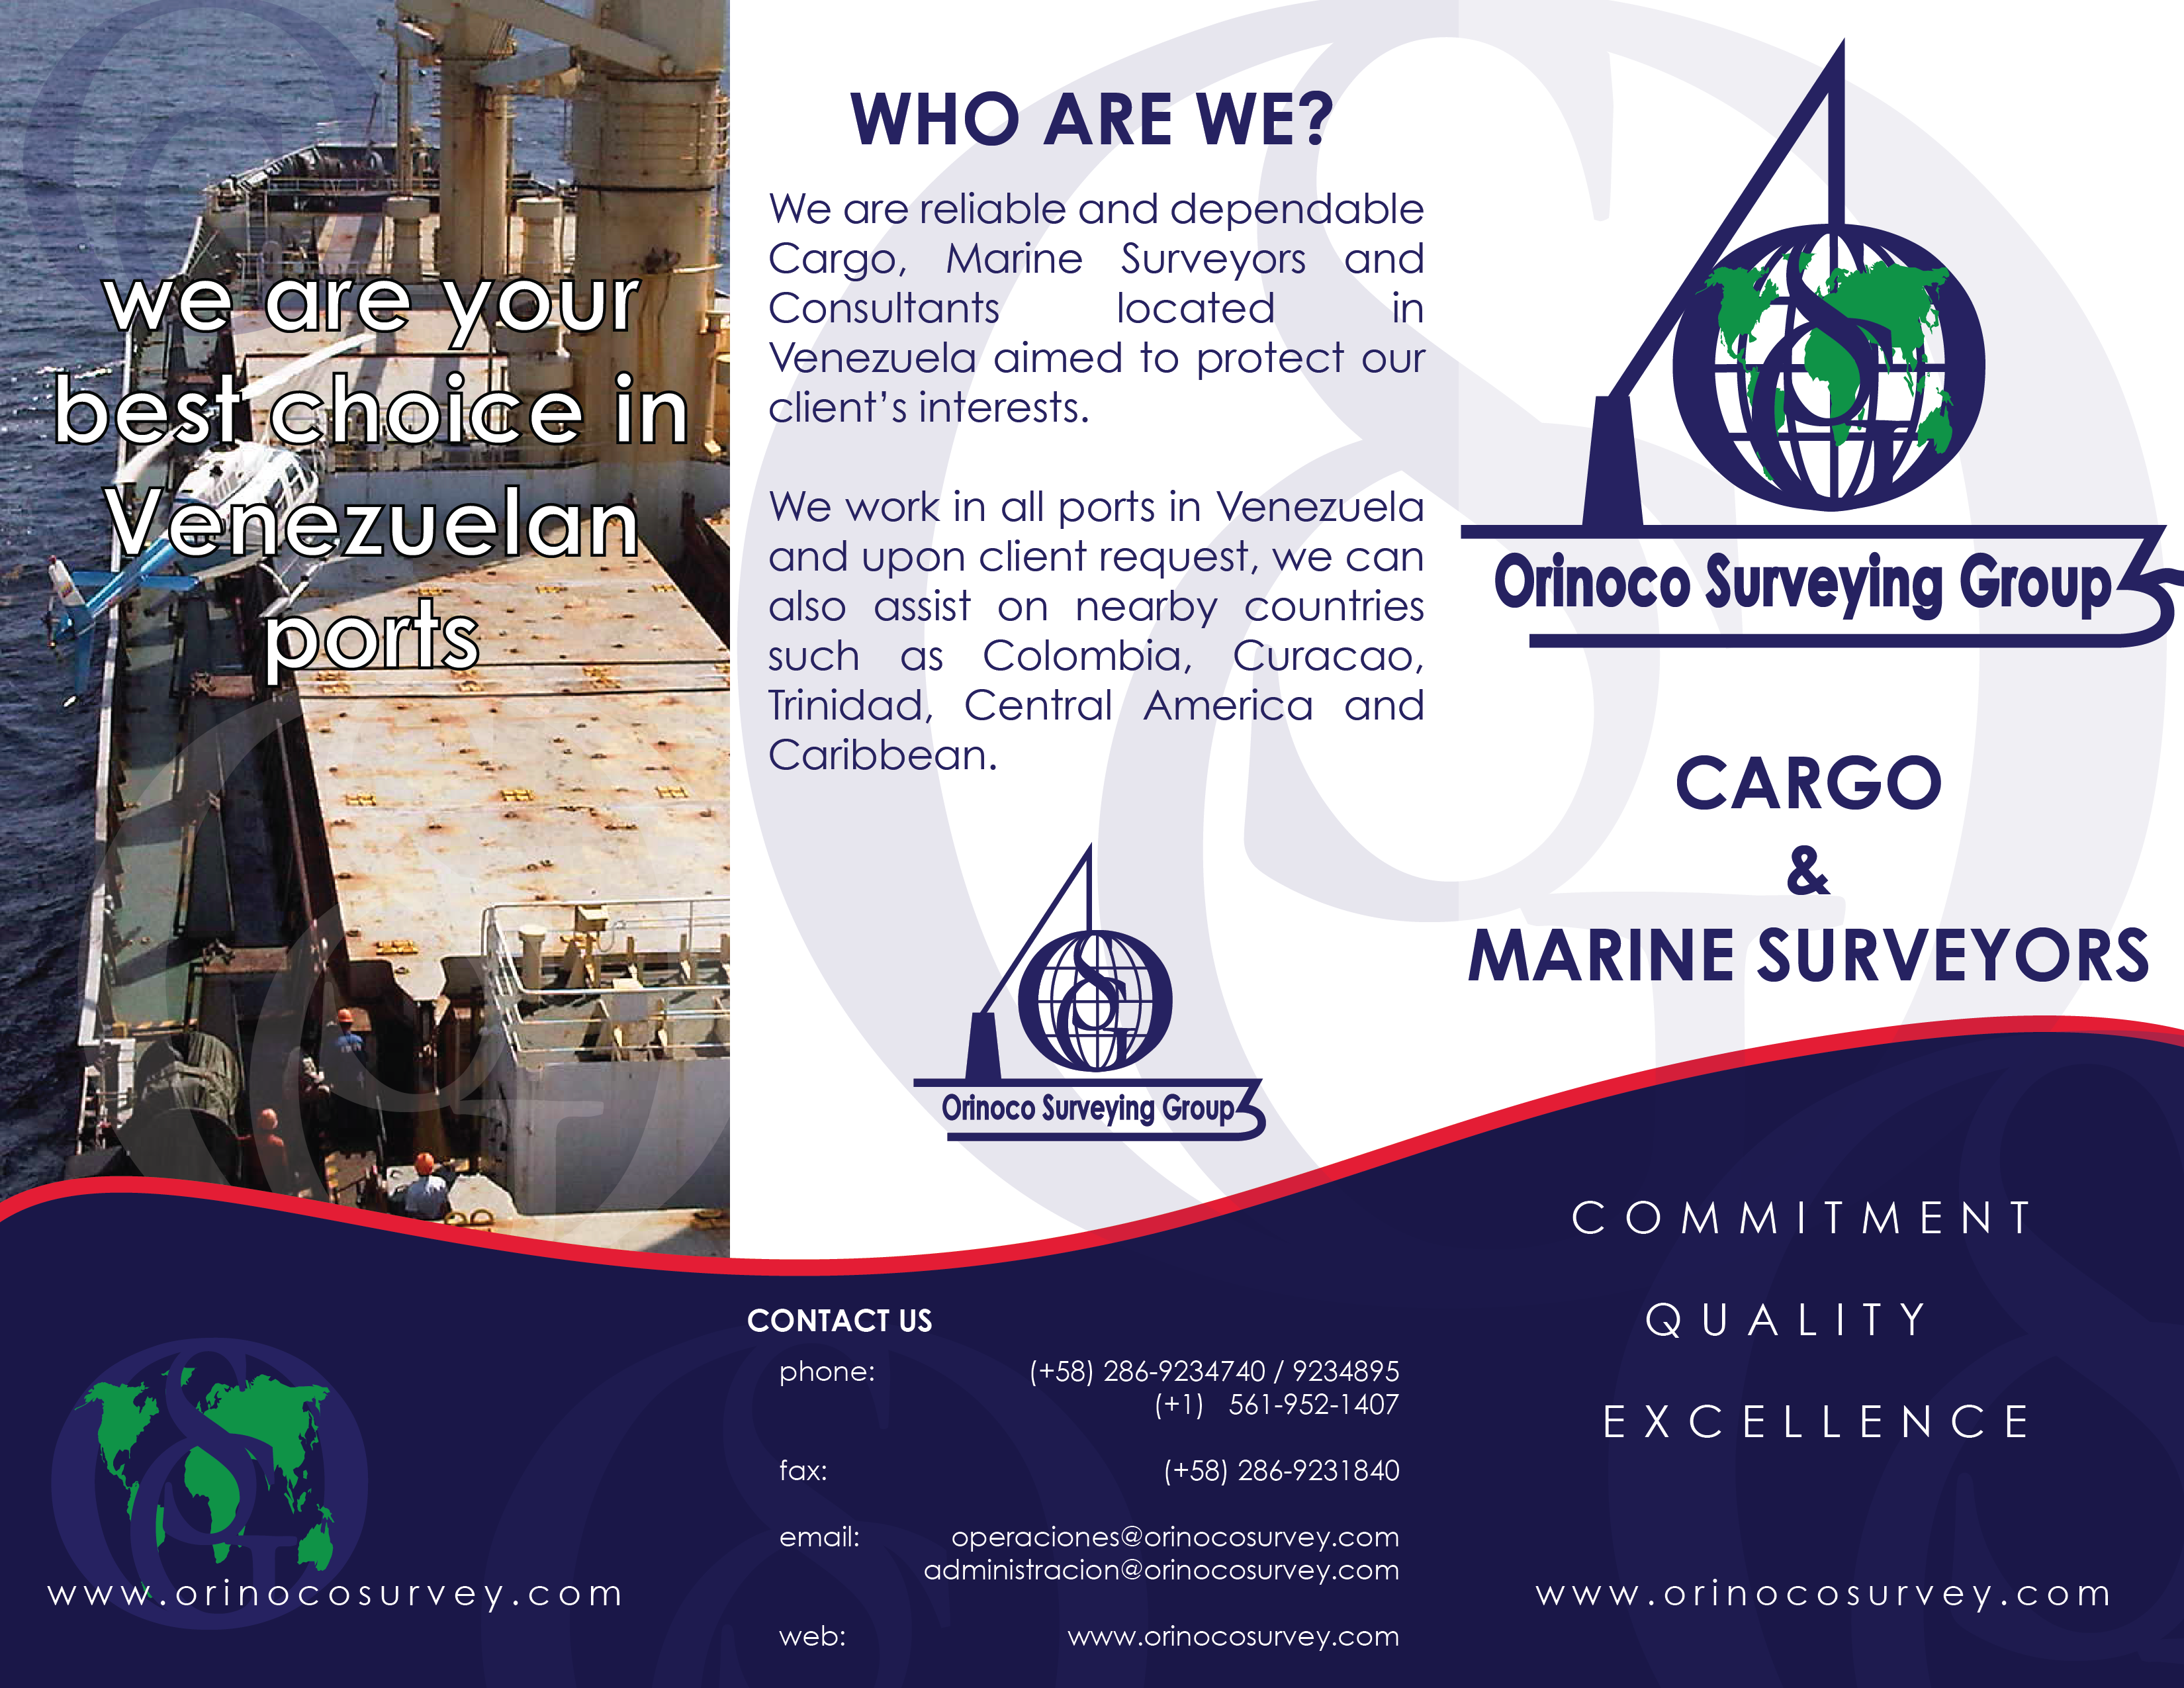 we are your
best choice in
Venezuelan
ports
www.orinocosurvey.com
WHO ARE WE?
We are reliable and dependable
Cargo, Marine Surveyors and
Consultants located in
Venezuela aimed to protect our
client’s interests.
We work in all ports in Venezuela
and upon client request, we can
also assist on nearby countries
such as Colombia, Curacao,
Trinidad, Central America and
Caribbean.
Orinoco Surveying Group
CONTACT US
phone: (+58) 286-9234740 / 9234895
(+1) 561-952-1407
fax: (+58) 286-9231840
email: operaciones@orinocosurvey.com
administracion@orinocosurvey.com
web: www.orinocosurvey.com
Orinoco Surveying Group
CARGO
&
MARINE SURVEYORS
COMMITMENT
QUALITY
EXCELLENCE
www.orinocosurvey.com